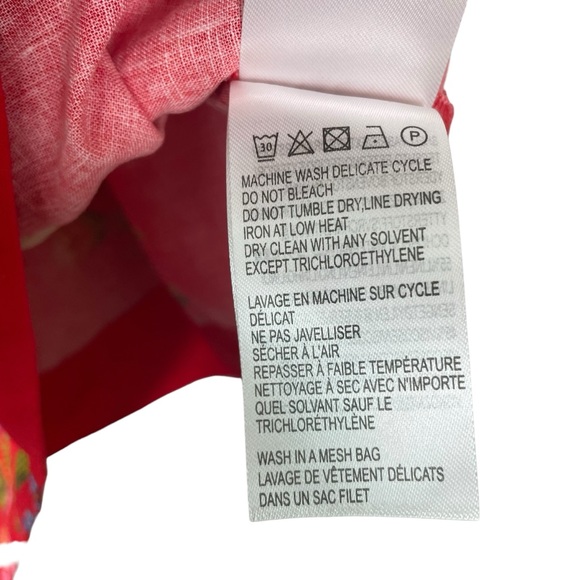 30 P
MACHINE WASH DELICATE CYCLE
DO NOT BLEACH
DO NOT TUMBLE DRY,LINE DRYING
IRON AT LOW HEAT
DRY CLEAN WITH ANY SOLVENT
EXCEPT TRICHLOROETHYLENE
LAVAGE EN MACHINE SUR CYCLE
DÉLICAT
NE PAS JAVELLISER
SÉCHER À L'AIR
REPASSER À FAIBLE TEMPÉRATURE
NETTOYAGE À SEC AVEC N'IMPORTE
QUEL SOLVANT SAUF LE
TRICHLORÉTHYLÈNE
WASH IN A MESH BAG
LAVAGE DE VÊTEMENT DÉLICATS
DANS UN SAC FILET